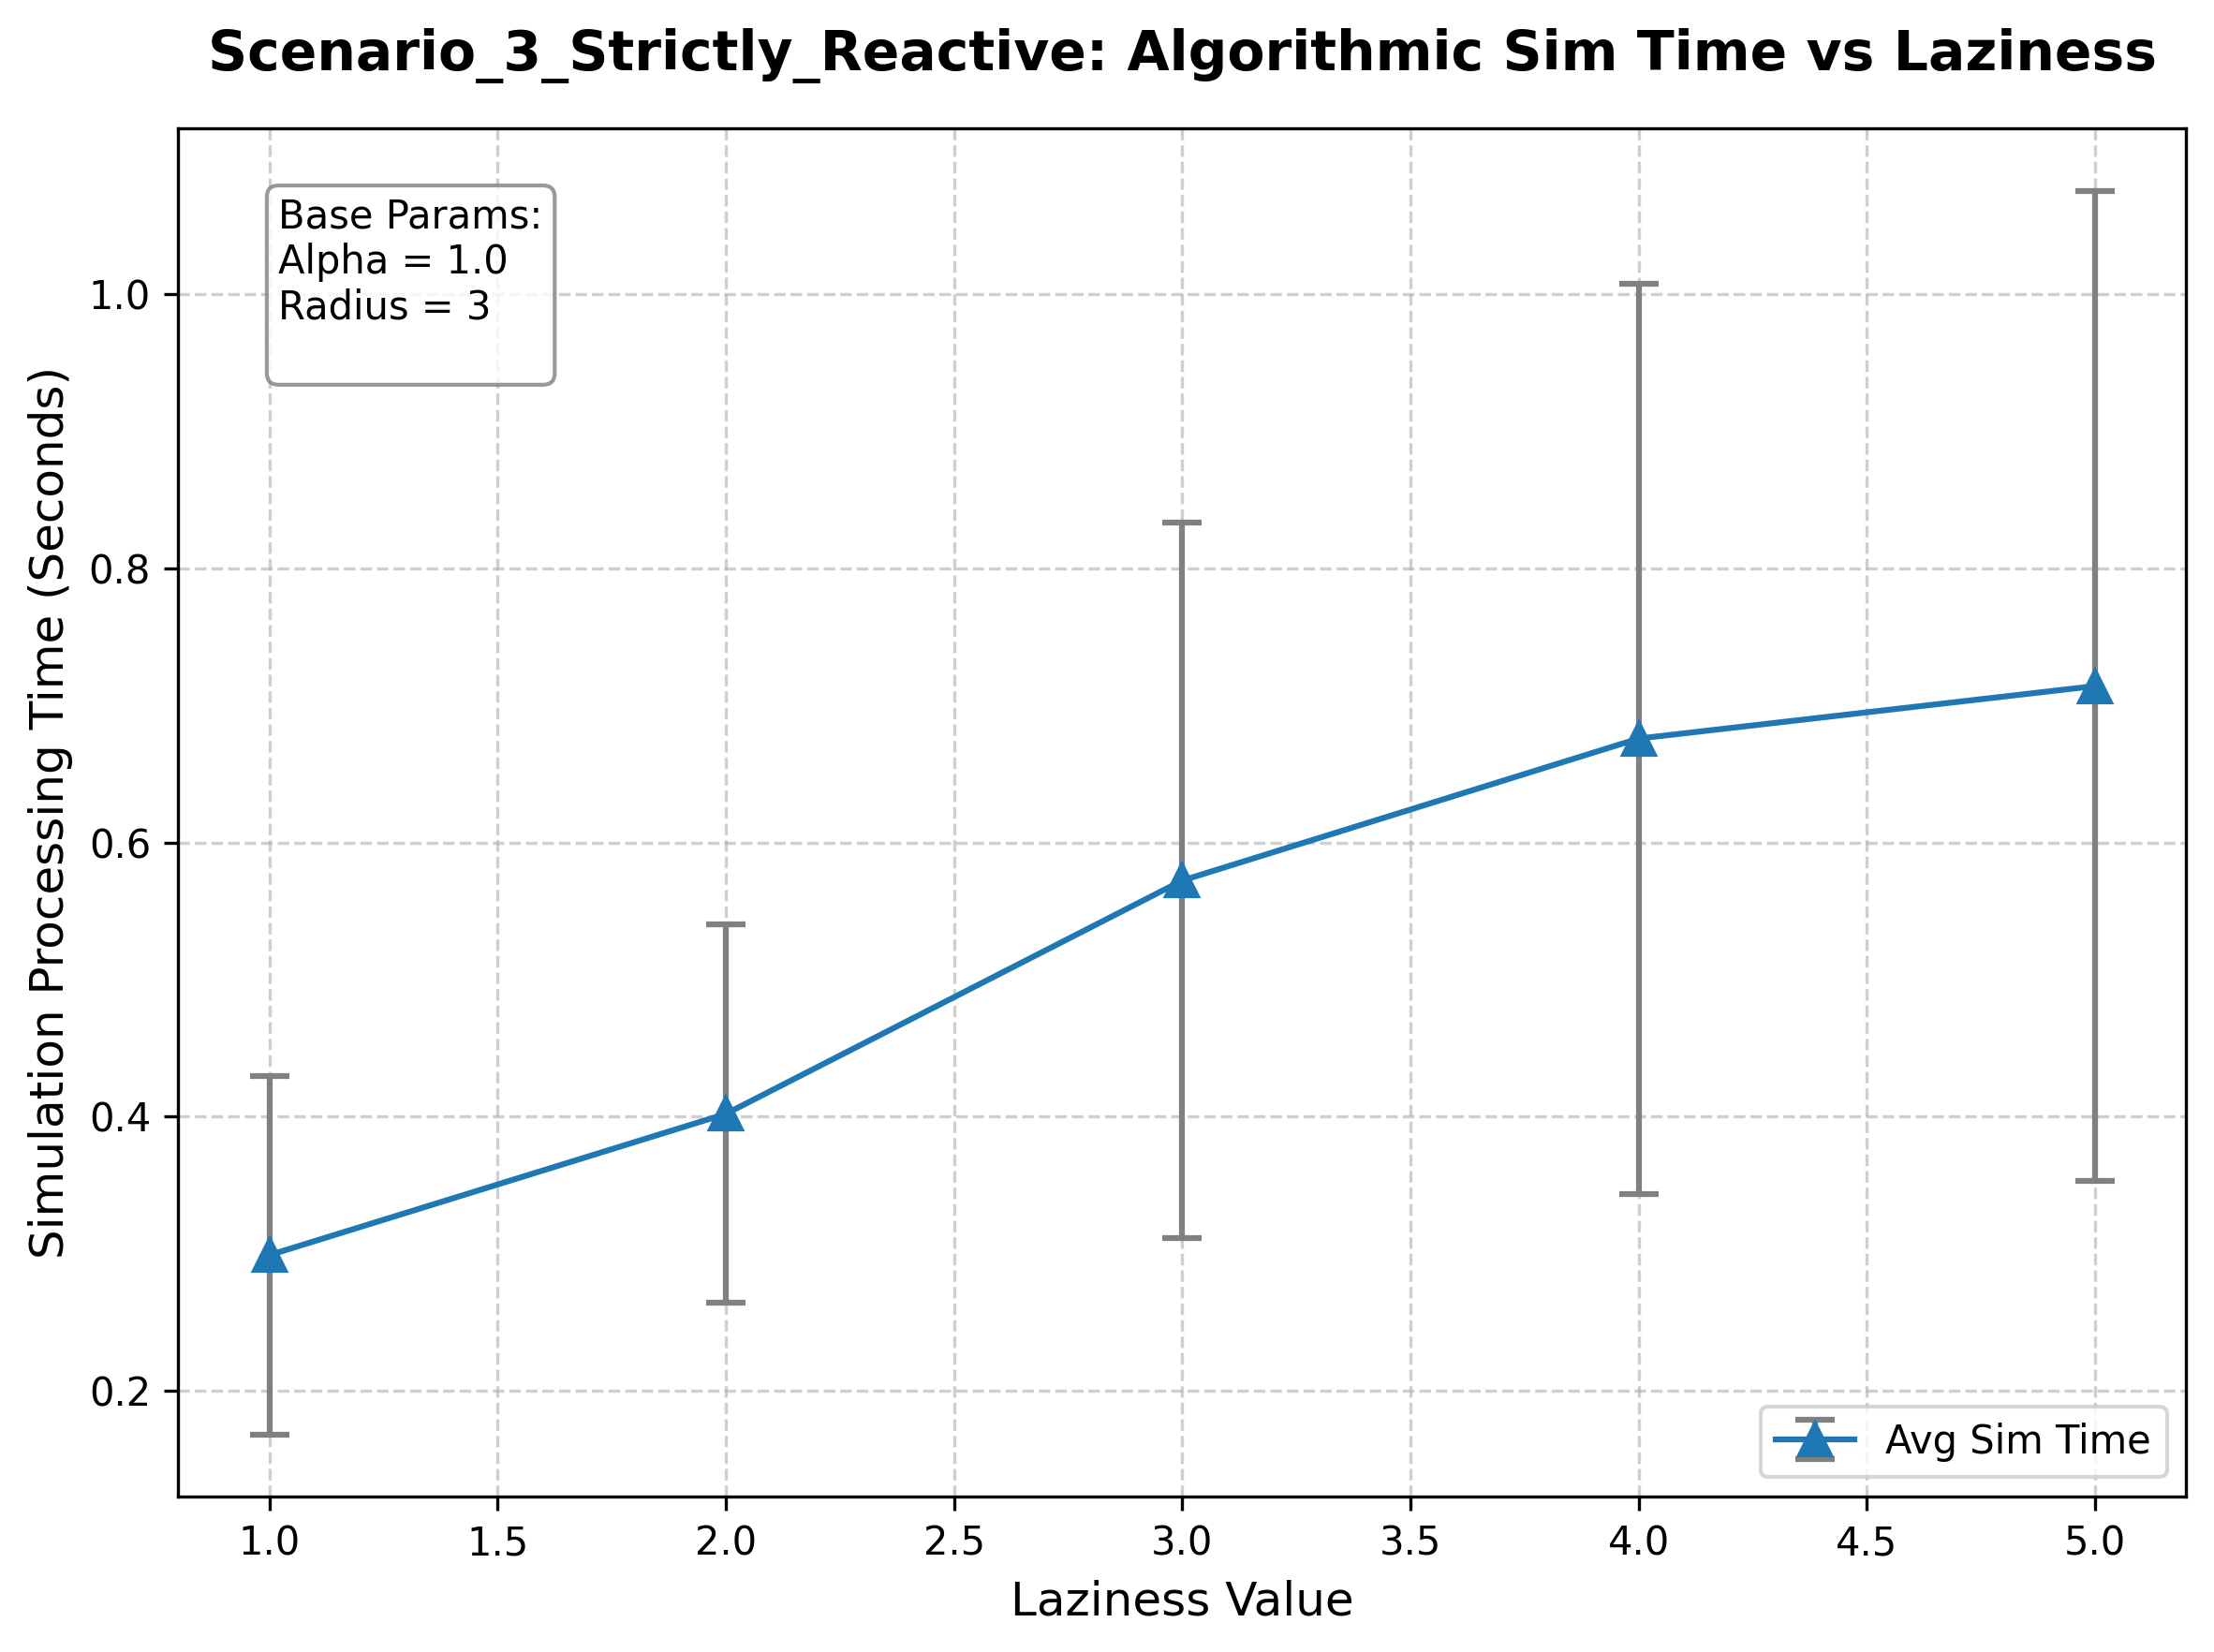 Scenario_3_Strictly_Reactive: Algorithmic Sim Time vs Laziness
Base Params:
Alpha = 1.0
Radius = 3
Simulation Processing Time (Seconds)
1.0
0.8
0.6
0.4
0.2
Avg Sim Time
1.0 1.5 2.0 2.5 3.0 3.5 4.0 4.5 5.0
Laziness Value